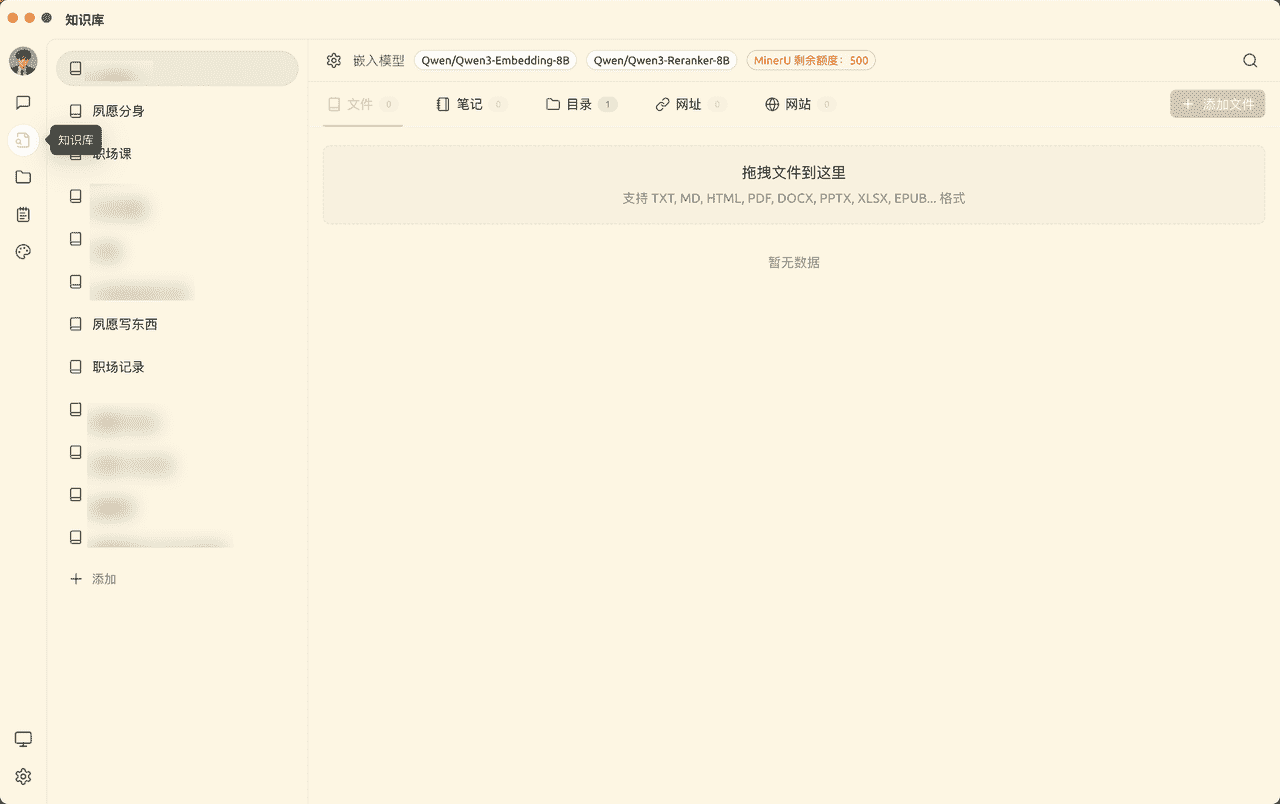 知识库
嵌入模型 Qwen/Qwen3-Embedding-8B Qwen/Qwen3-Reranker-8B MinerU 剩余额度：500
文件 0 笔记 0 目录 1 网址 0 网站 0 添加文件
知识库
夙愿分身
职场课
夙愿写东西
职场记录
添加
拖拽文件到这里
支持 TXT, MD, HTML, PDF, DOCX, PPTX, XLSX, EPUB... 格式
暂无数据